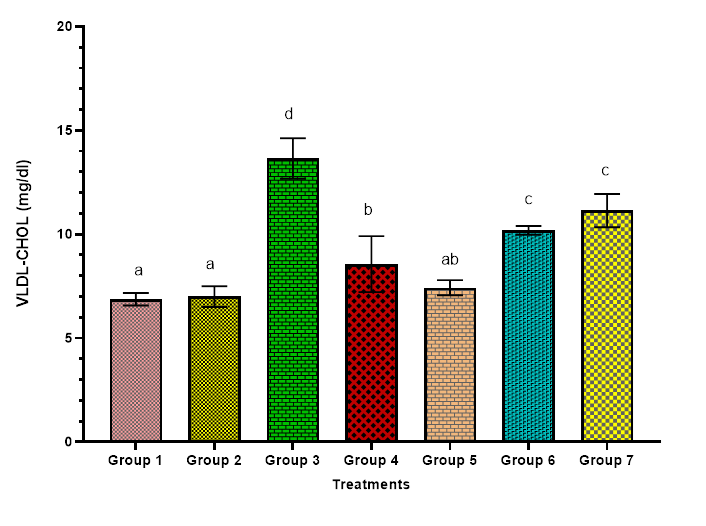 20
15
10
5
0
VLDL-CHOL (mg/dl)
a
a
d
b
ab
c
c
Group 1 Group 2 Group 3 Group 4 Group 5 Group 6 Group 7
Treatments